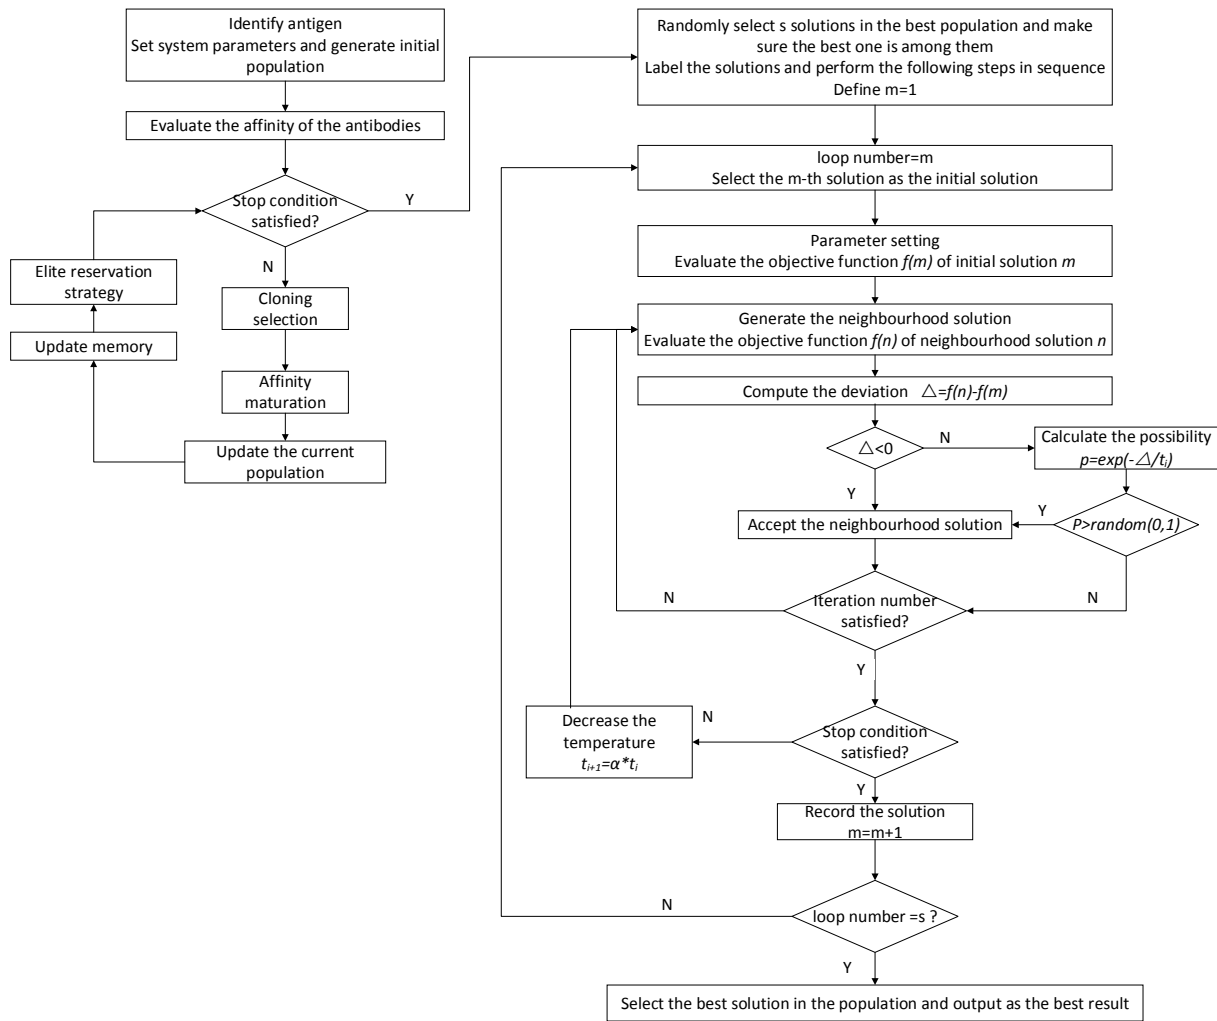 Identify antigen
Set system parameters and generate initial
population
Evaluate the affinity of the antibodies
Stop condition
satisfied?
Y
N
Elite reservation
strategy
Cloning
selection
Update memory
Affinity
maturation
Update the current
population
Randomly select s solutions in the best population and make
sure the best one is among them
Label the solutions and perform the following steps in sequence
Define m=1
loop number=m
Select the m-th solution as the initial solution
Parameter setting
Evaluate the objective function f(m) of initial solution m
Generate the neighbourhood solution
Evaluate the objective function f(n) of neighbourhood solution n
Compute the deviation △=f(n)-f(m)
△<0
N
Calculate the possibility
p=exp(-△/tᵢ)
Y
Accept the neighbourhood solution
Y
P>random(0,1)
N
Iteration number
satisfied?
N
Y
Decrease the
temperature
tᵢ₊₁=α*tᵢ
N
Stop condition
satisfied?
Y
Record the solution
m=m+1
N
loop number =s ?
Y
Select the best solution in the population and output as the best result